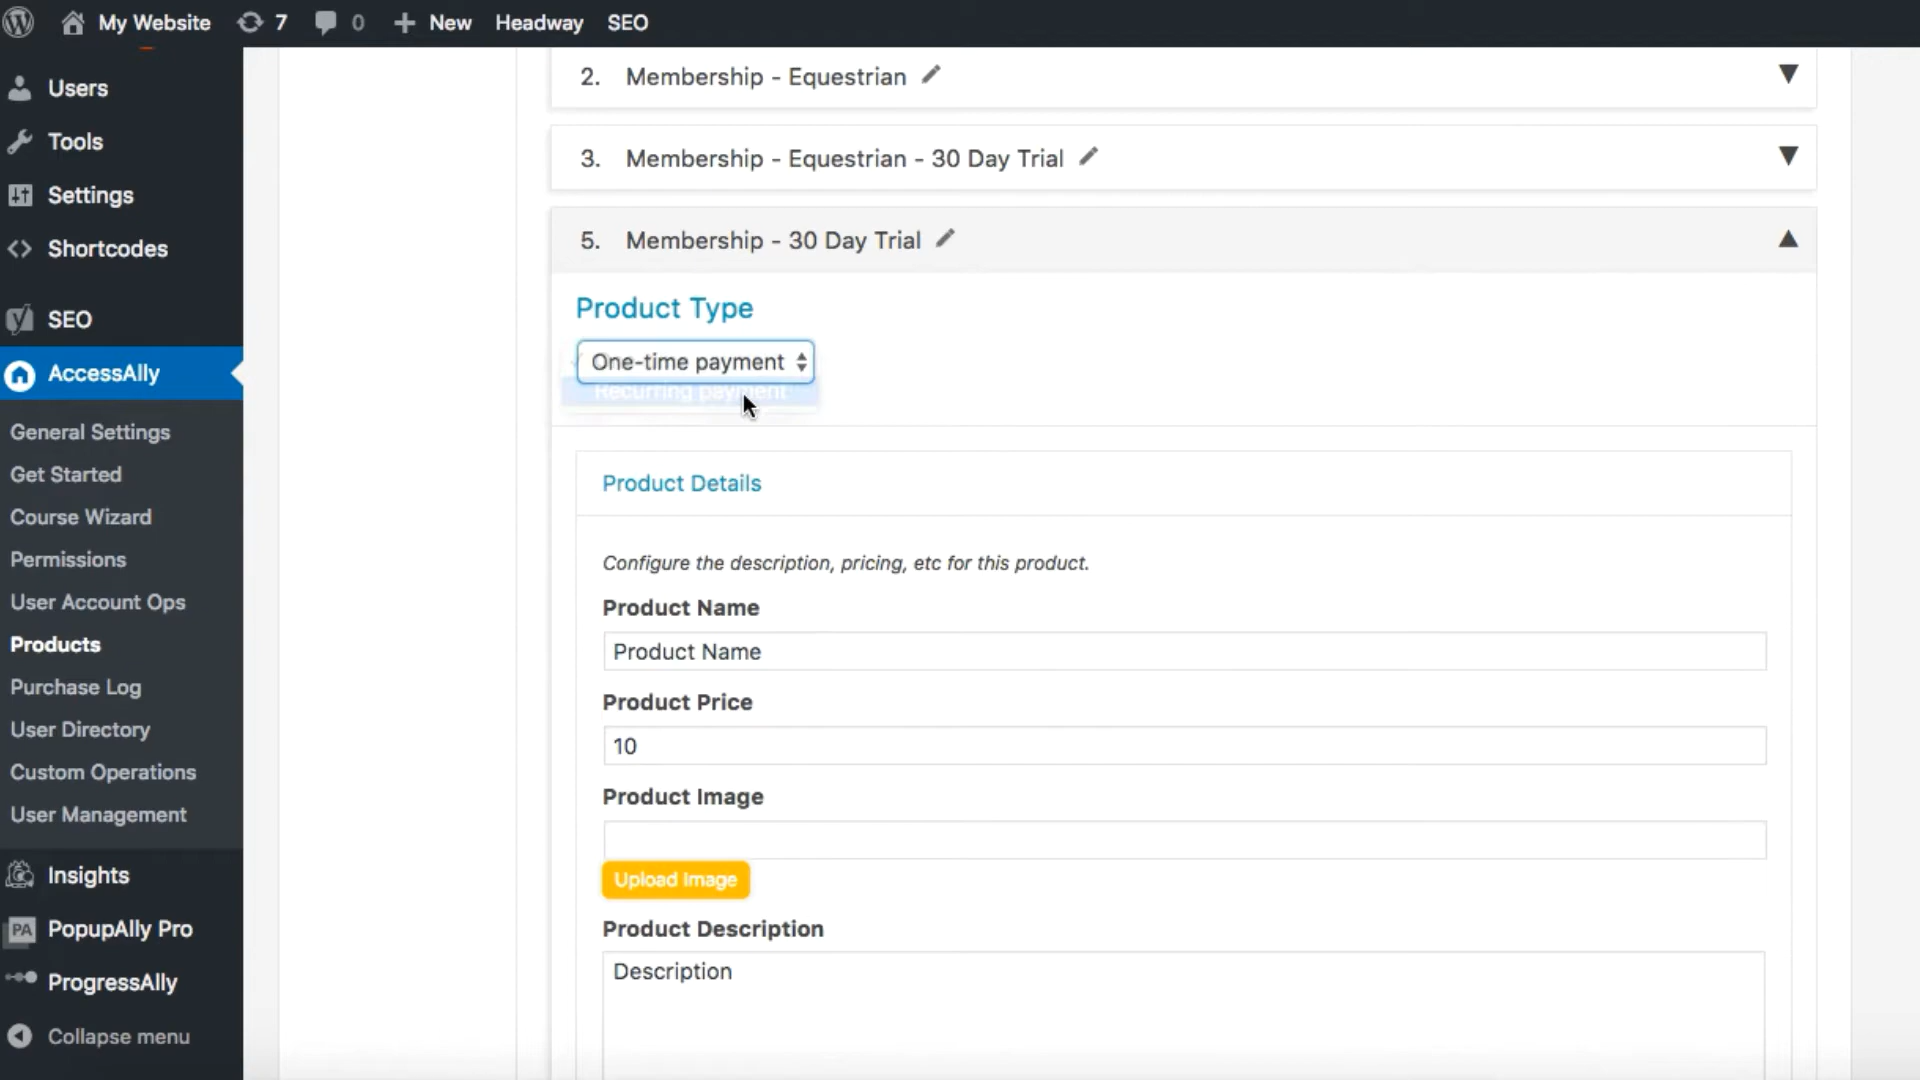 My Website
7
0
New
Headway
SEO
Users
Tools
Settings
Shortcodes
SEO
AccessAlly
General Settings
Get Started
Course Wizard
Permissions
User Account Ops
Products
Purchase Log
User Directory
Custom Operations
User Management
Insights
PA
PopupAlly Pro
ProgressAlly
Collapse menu
2. Membership - Equestrian
3. Membership - Equestrian - 30 Day Trial
5. Membership - 30 Day Trial
Product Type
One-time payment
Recurring payment
Product Details
Configure the description, pricing, etc for this product.
Product Name
Product Name
Product Price
10
Product Image
Upload Image
Product Description
Description